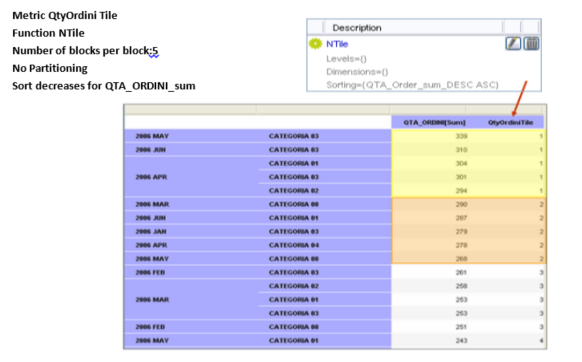 Metric QtyOrdini Tile
Function NTile
Number of blocks per block:5
No Partitioning
Sort decreases for QTA_ORDINI_sum
Description
NTile
Levels=()
Dimensions=()
Sorting=(QTA_Order_sum_DESC ASC)
QTA_ORDINI[Sum] QtyOrdiniTile
2006 MAY CATEGORIA 03 339 1
2006 JUN CATEGORIA 03 310 1
CATEGORIA 01 304 1
2006 APR CATEGORIA 03 301 1
CATEGORIA 02 294 1
2006 MAR CATEGORIA 00 290 2
2006 JUN CATEGORIA 01 287 2
2006 JAN CATEGORIA 03 279 2
2006 APR CATEGORIA 04 278 2
2006 MAY CATEGORIA 00 268 2
2006 FEB CATEGORIA 03 261 3
CATEGORIA 02 258 3
2006 MAR CATEGORIA 01 253 3
CATEGORIA 03 253 3
2006 FEB CATEGORIA 00 251 3
2006 MAY CATEGORIA 01 243 4